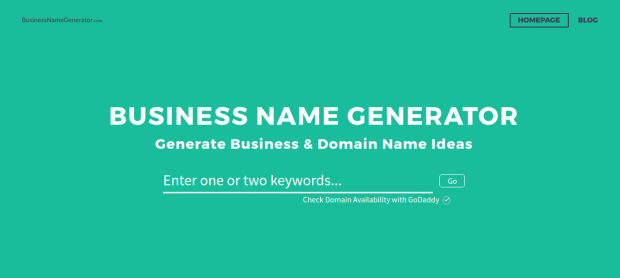 BusinessNameGenerator.com
HOMEPAGE
BLOG
BUSINESS NAME GENERATOR
Generate Business & Domain Name Ideas
Enter one or two keywords...
Go
Check Domain Availability with GoDaddy